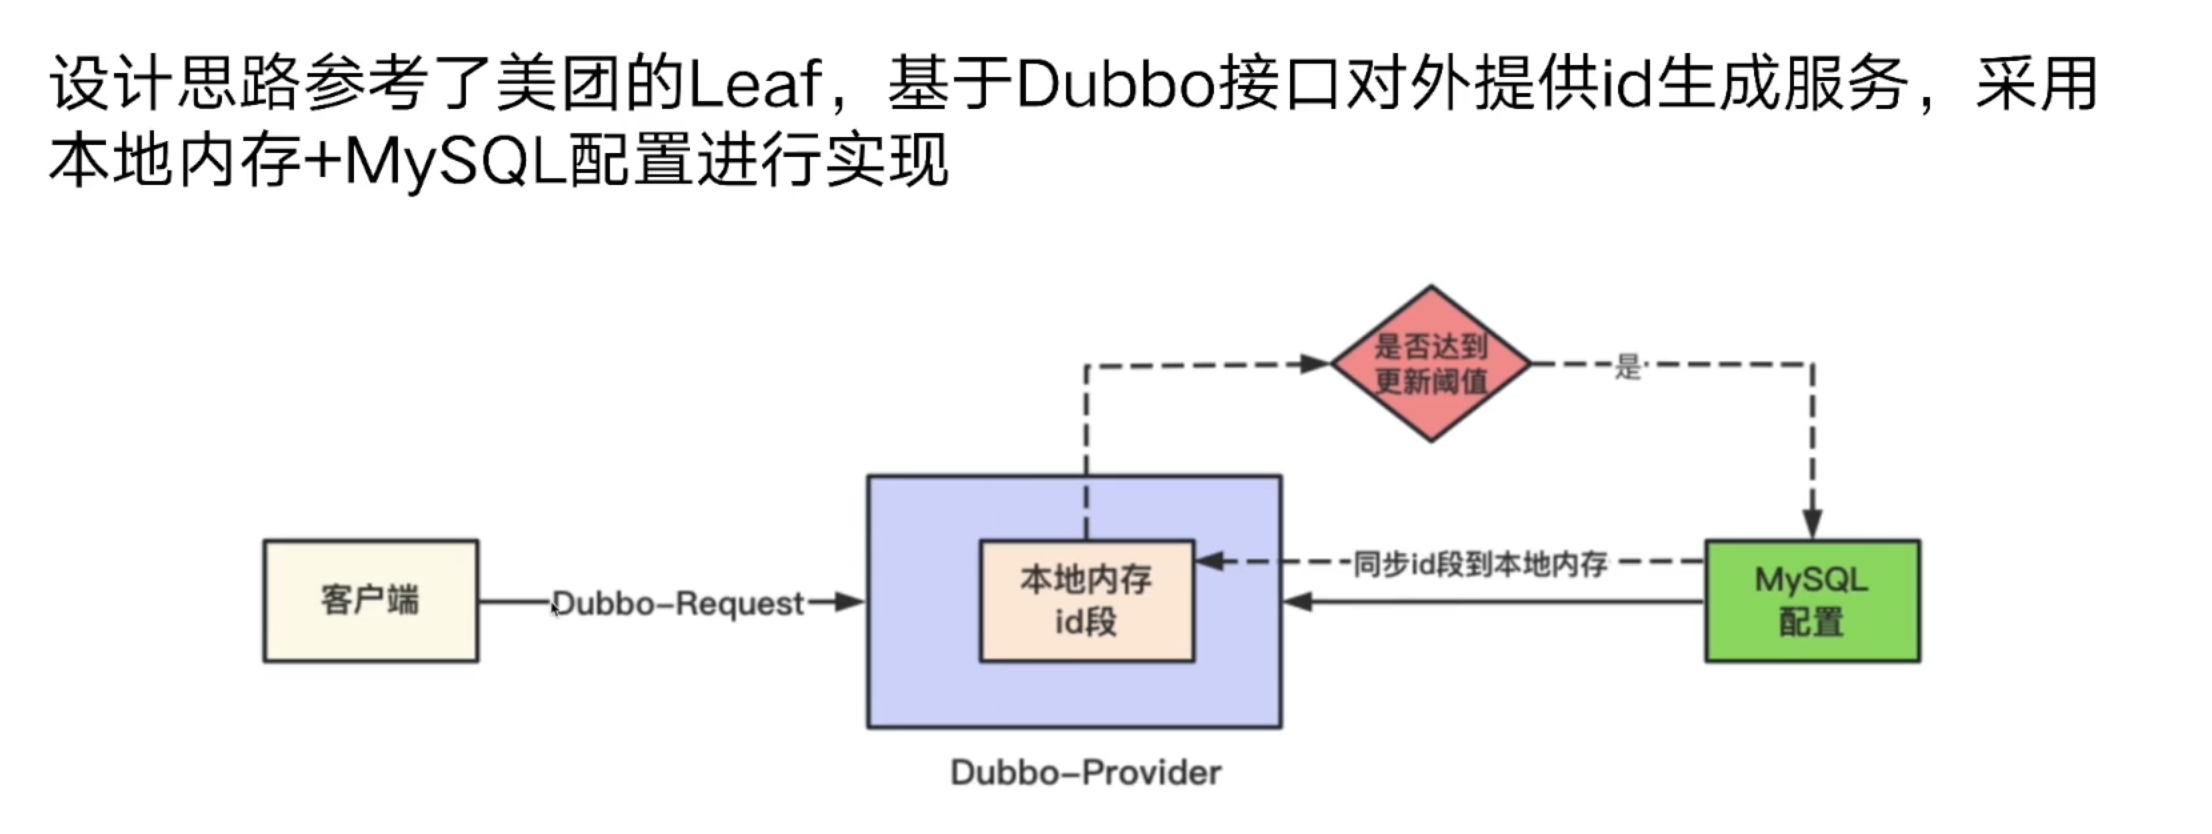 设计思路参考了美团的Leaf，基于Dubbo接口对外提供id生成服务，采用
本地内存+MySQL配置进行实现
是否达到
更新阈值
是
客户端
Dubbo-Request
本地内存
id段
同步id段到本地内存
MySQL
配置
Dubbo-Provider